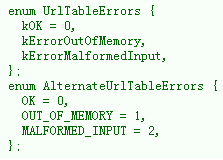 enum UrlTableErrors {
  kOK = 0,
  kErrorOutOfMemory,
  kErrorMalformedInput,
};
enum AlternateUrlTableErrors {
  OK = 0,
  OUT_OF_MEMORY = 1,
  MALFORMED_INPUT = 2,
};